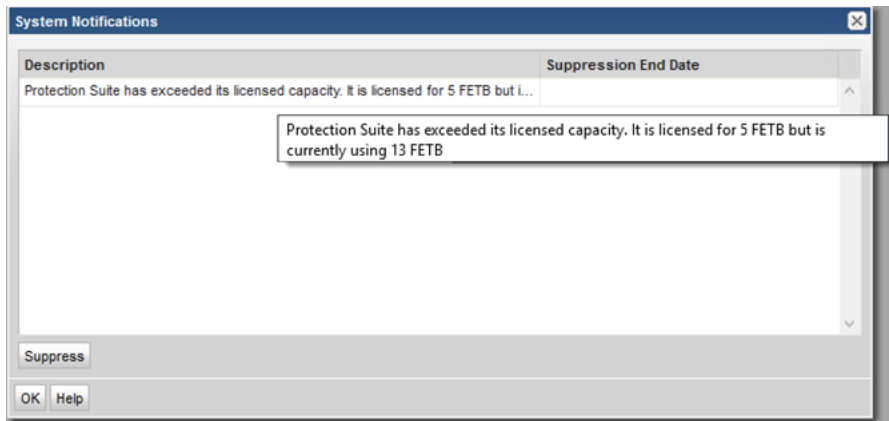 System Notifications
Description Suppression End Date
Protection Suite has exceeded its licensed capacity. It is licensed for 5 FETB but i...
Protection Suite has exceeded its licensed capacity. It is licensed for 5 FETB but is
currently using 13 FETB
Suppress
OK Help